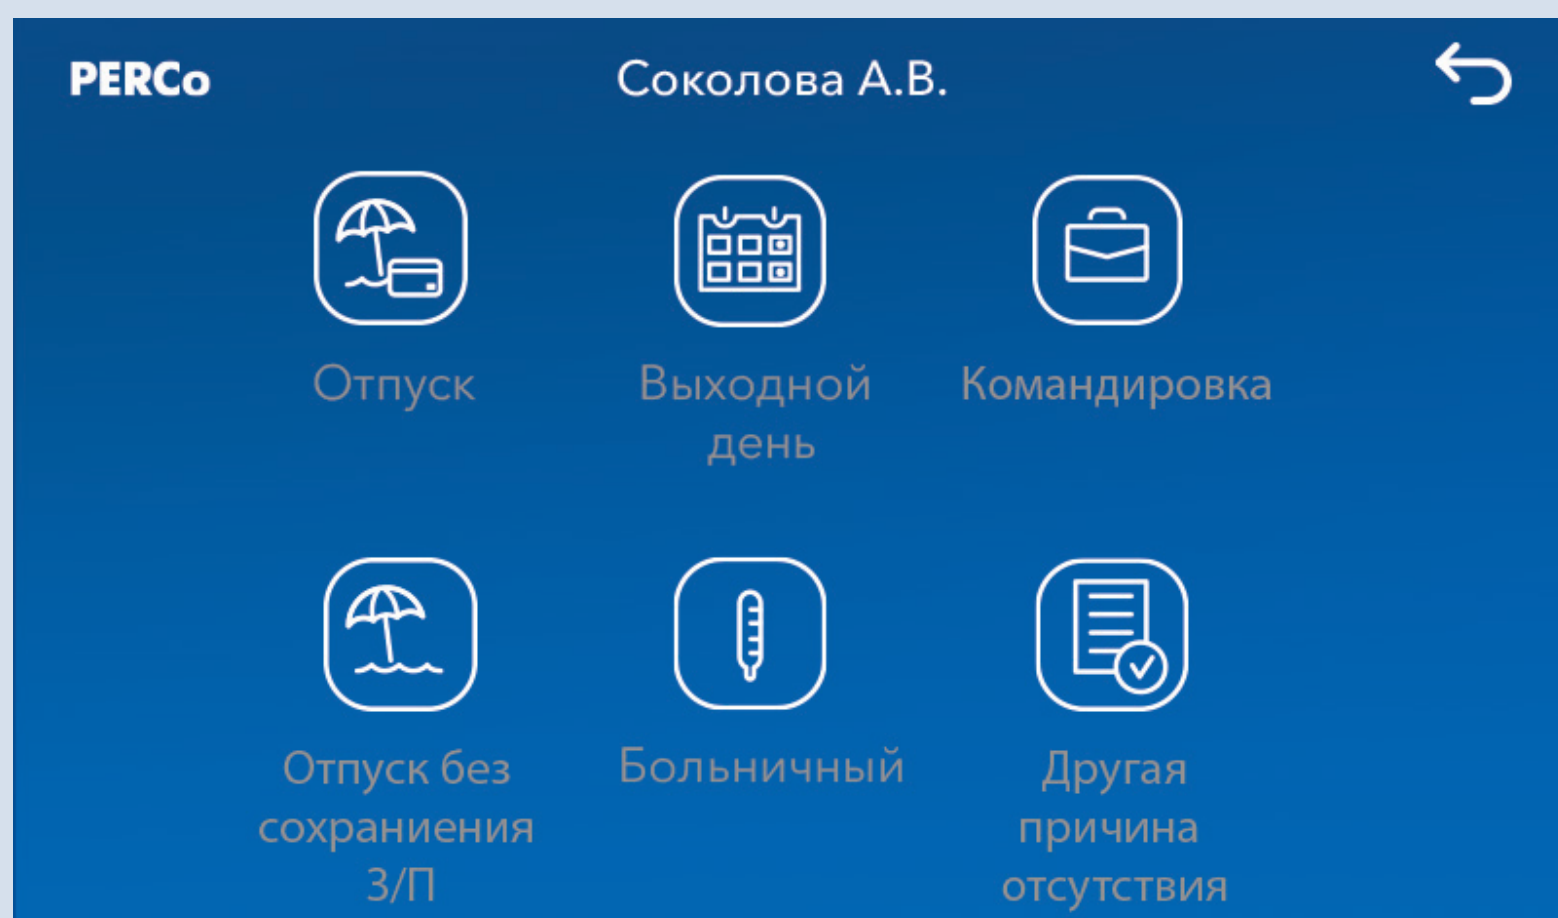 PERCo
Соколова А.В.
Отпуск
Выходной
день
Командировка
Отпуск без
сохраниения
З/П
Больничный
Другая
причина
отсутствия